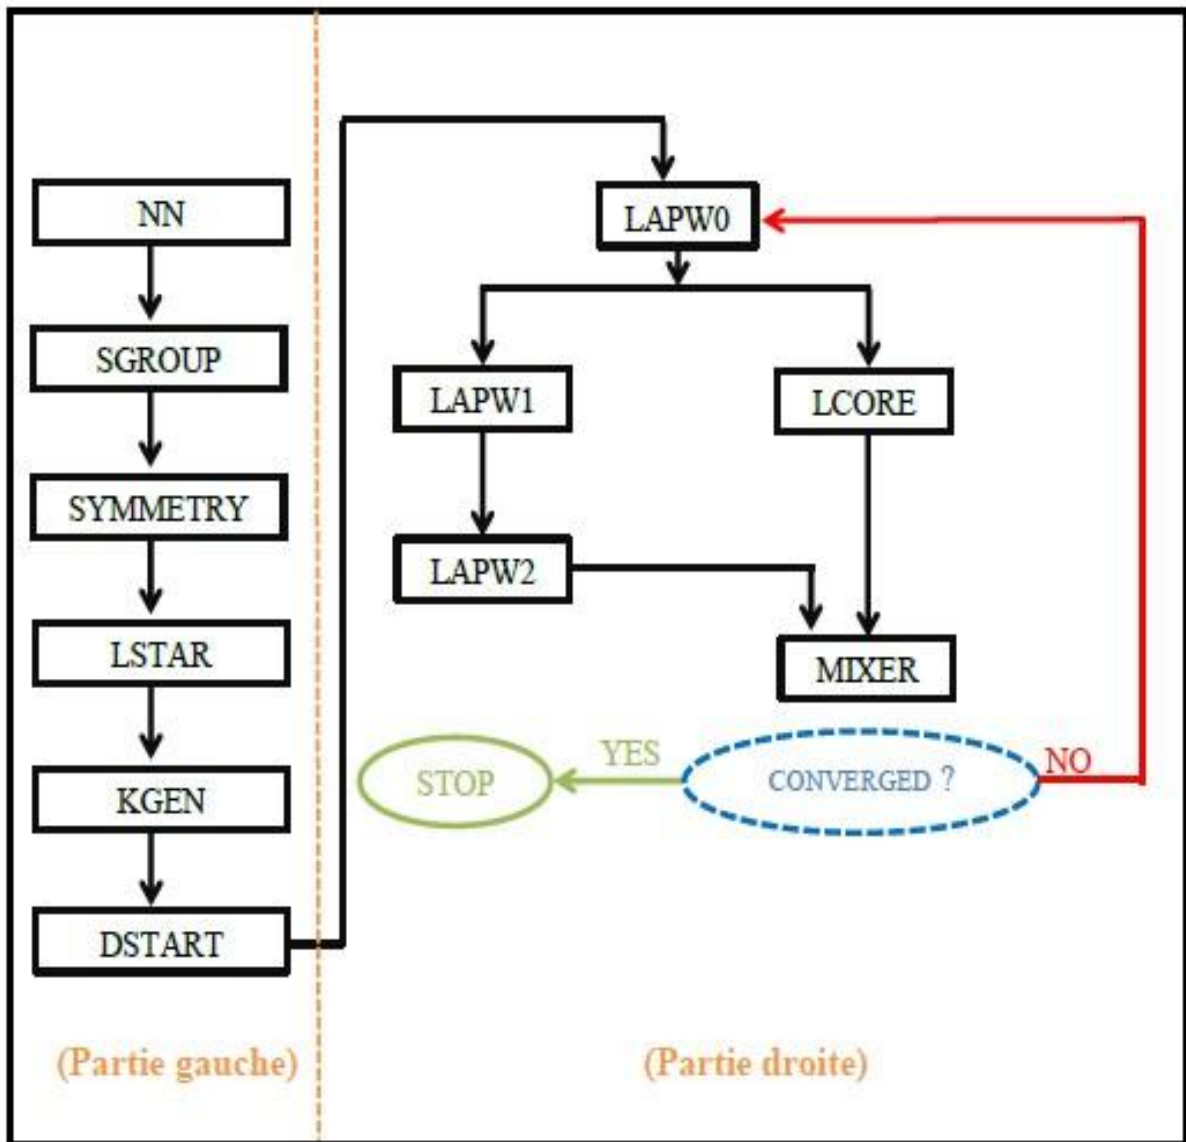 NN
SGROUP
SYMMETRY
LSTAR
KGEN
DSTART
(Partie gauche)
LAPW0
LAPW1
LCORE
LAPW2
MIXER
STOP
YES
CONVERGED ?
NO
(Partie droite)